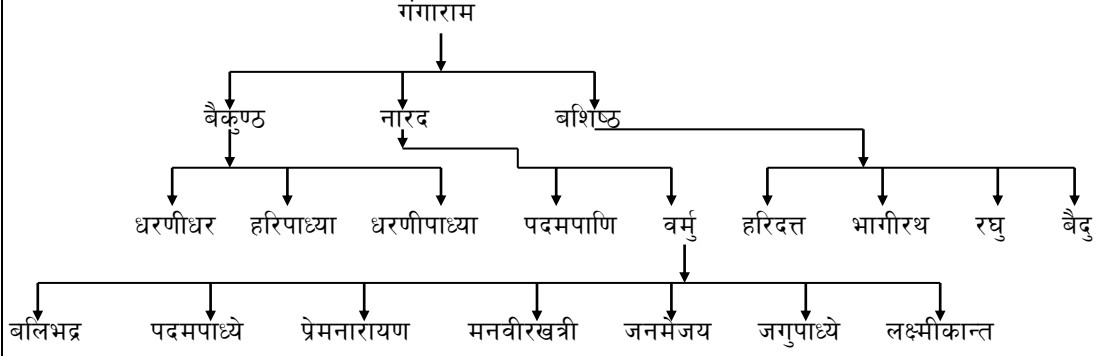 गंगाराम
बैकुण्ठ नारद बशिष्ठ
धरणीधर हरिपाध्या धरणीपाध्या पदमपाणि वर्मु हरिदत्त भागीरथ रघु बैदु
बलिभद्र पदमपाध्ये प्रेमनारायण मनवीरखत्री जनमैजय जगुपाध्ये लक्ष्मीकान्त